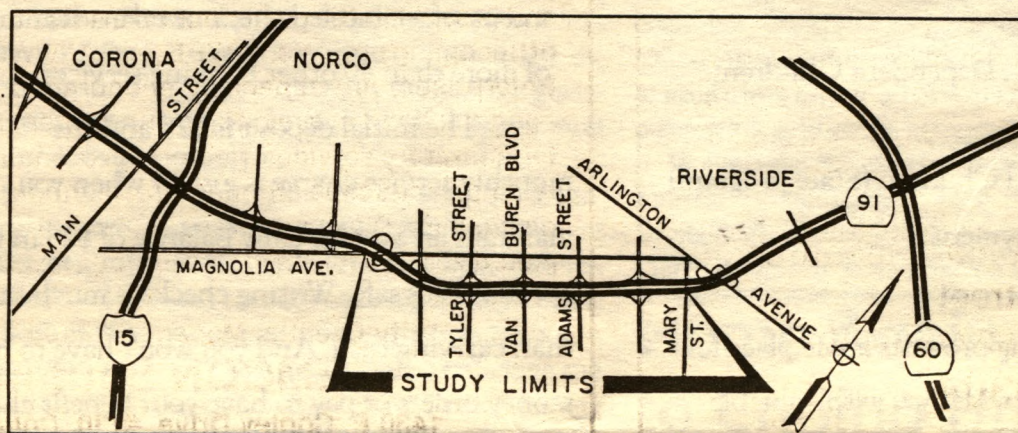 CORONA
NORCO
MAIN STREET
MAGNOLIA AVE.
TYLER STREET
VAN BUREN BLVD
ADAMS STREET
MARY ST.
ARLINGTON AVENUE
RIVERSIDE
91
15
60
STUDY LIMITS